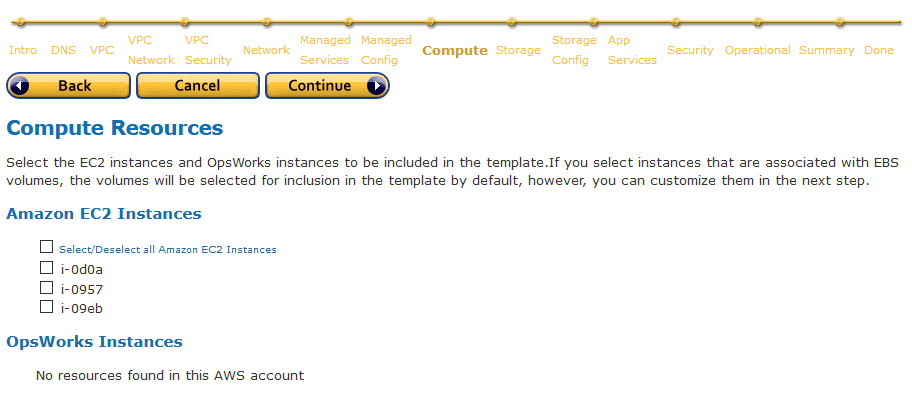 Intro DNS VPC VPC Network VPC Security Network Managed Services Managed Config Compute Storage Storage Config App Services Security Operational Summary Done
Back Cancel Continue
Compute Resources
Select the EC2 instances and OpsWorks instances to be included in the template.If you select instances that are associated with EBS
volumes, the volumes will be selected for inclusion in the template by default, however, you can customize them in the next step.
Amazon EC2 Instances
Select/Deselect all Amazon EC2 Instances
i-0d0a
i-0957
i-09eb
OpsWorks Instances
No resources found in this AWS account